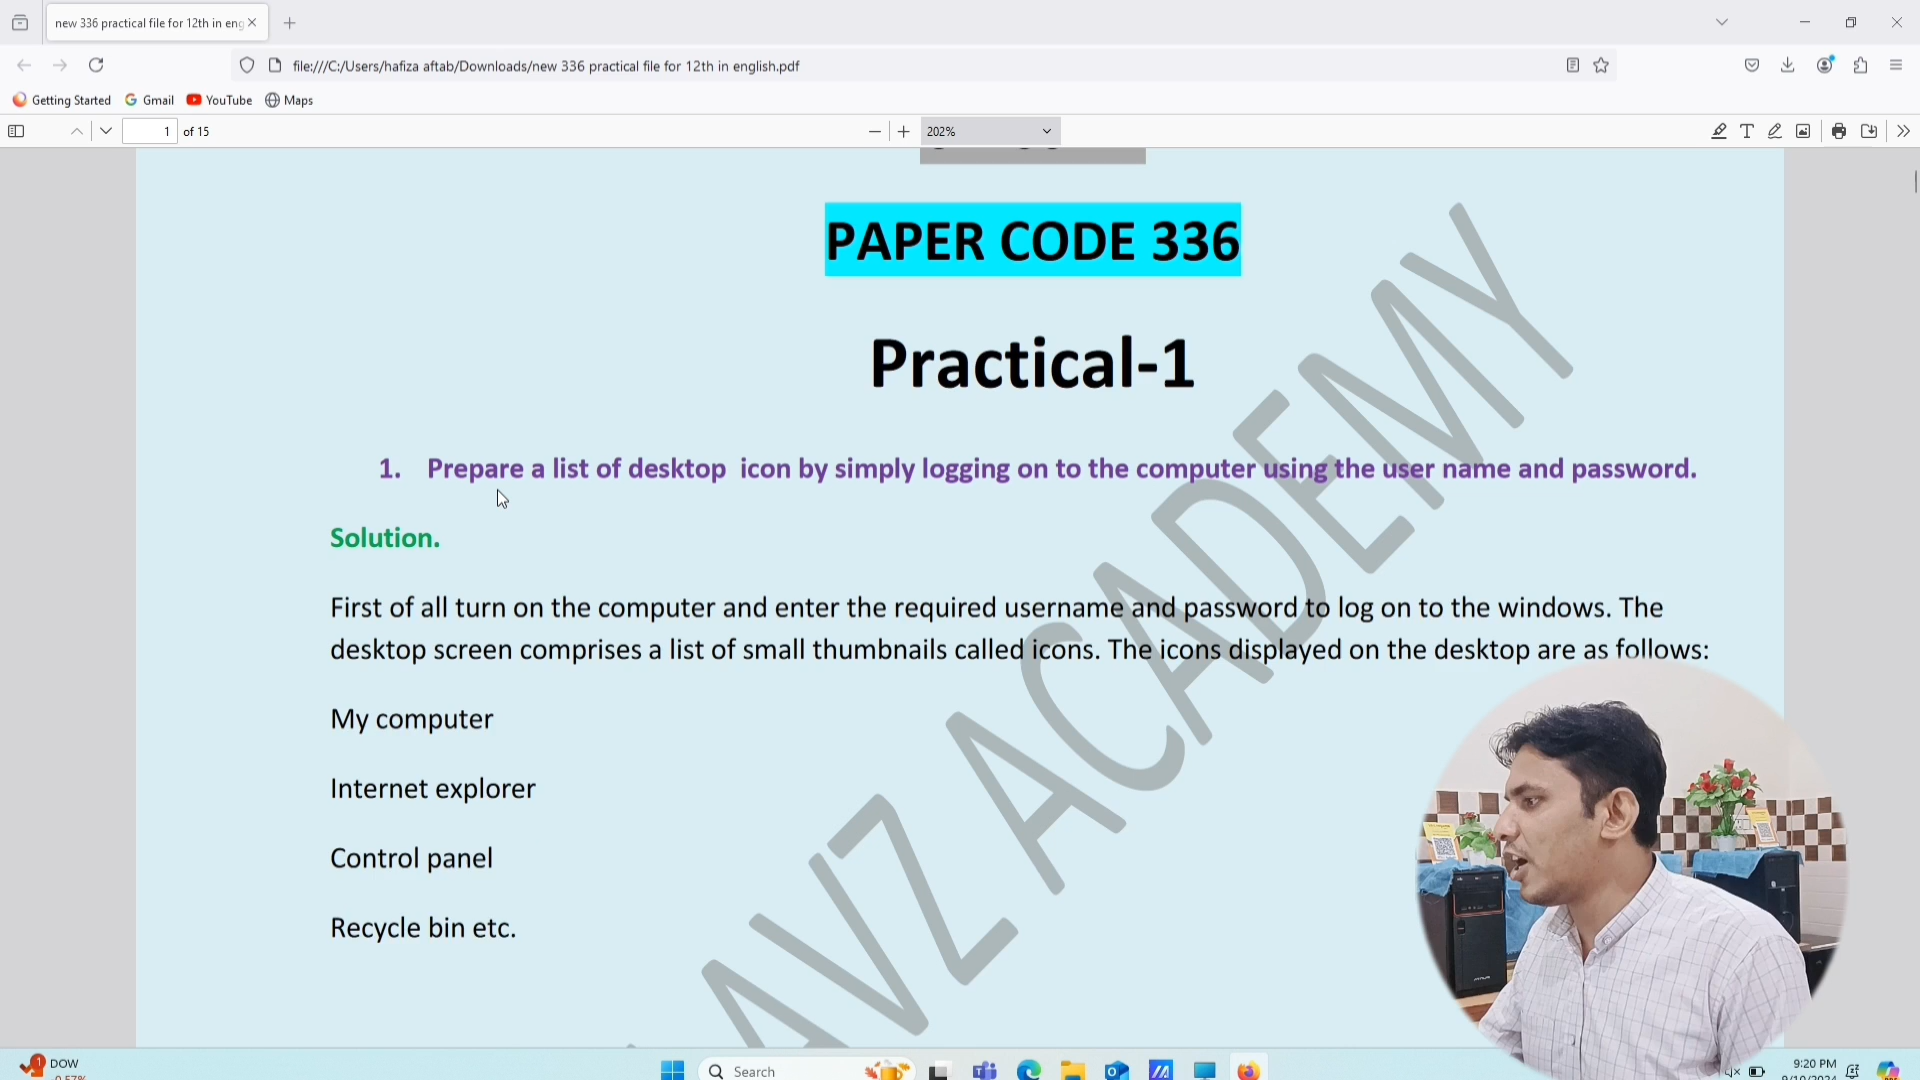 new 336 practical file for 12th in eng
file:///C:/Users/hafiza aftab/Downloads/new 336 practical file for 12th in english.pdf
Getting Started Gmail YouTube Maps
1 of 15 202%
PAPER CODE 336
Practical-1
1. Prepare a list of desktop icon by simply logging on to the computer using the user name and password.
Solution.
First of all turn on the computer and enter the required username and password to log on to the windows. The
desktop screen comprises a list of small thumbnails called icons. The icons displayed on the desktop are as follows:
My computer
Internet explorer
Control panel
Recycle bin etc.
AVZ ACADEMY
1 DOW
Search
9:20 PM